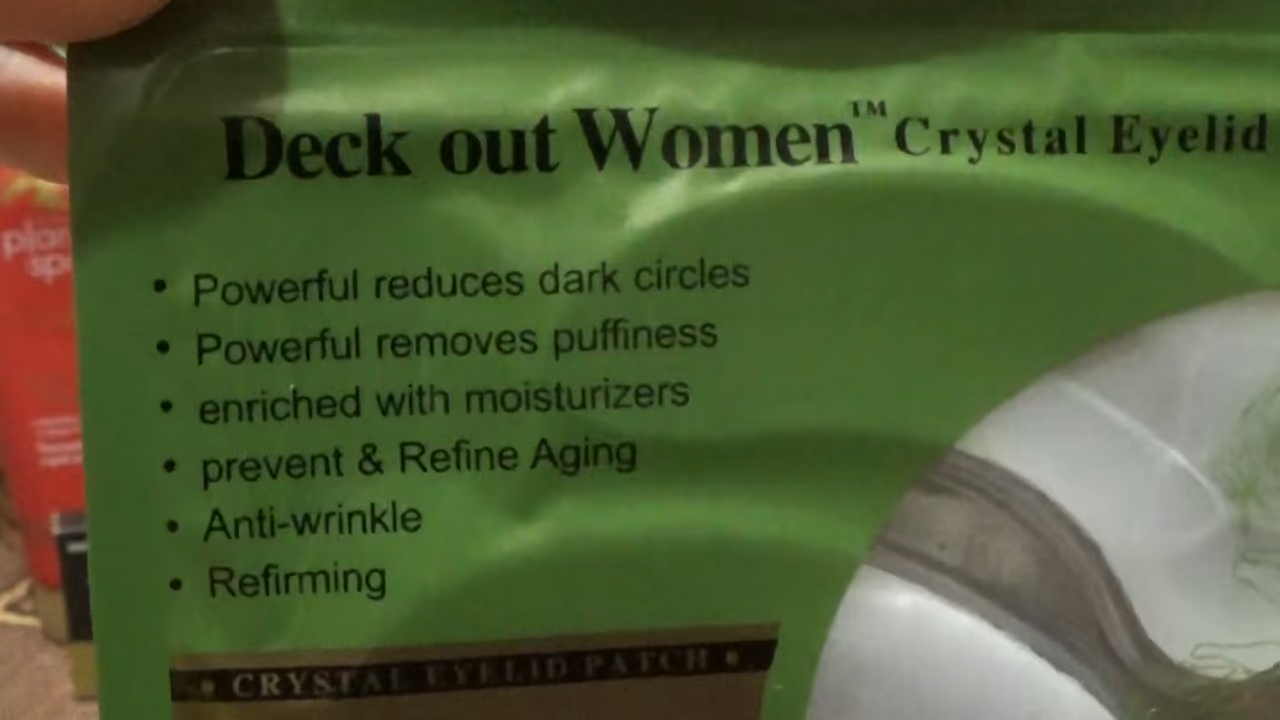 Deck out Women™ Crystal Eyelid
• Powerful reduces dark circles
• Powerful removes puffiness
• enriched with moisturizers
• prevent & Refine Aging
• Anti-wrinkle
• Refirming
• CRYSTAL EYELID PATCH •